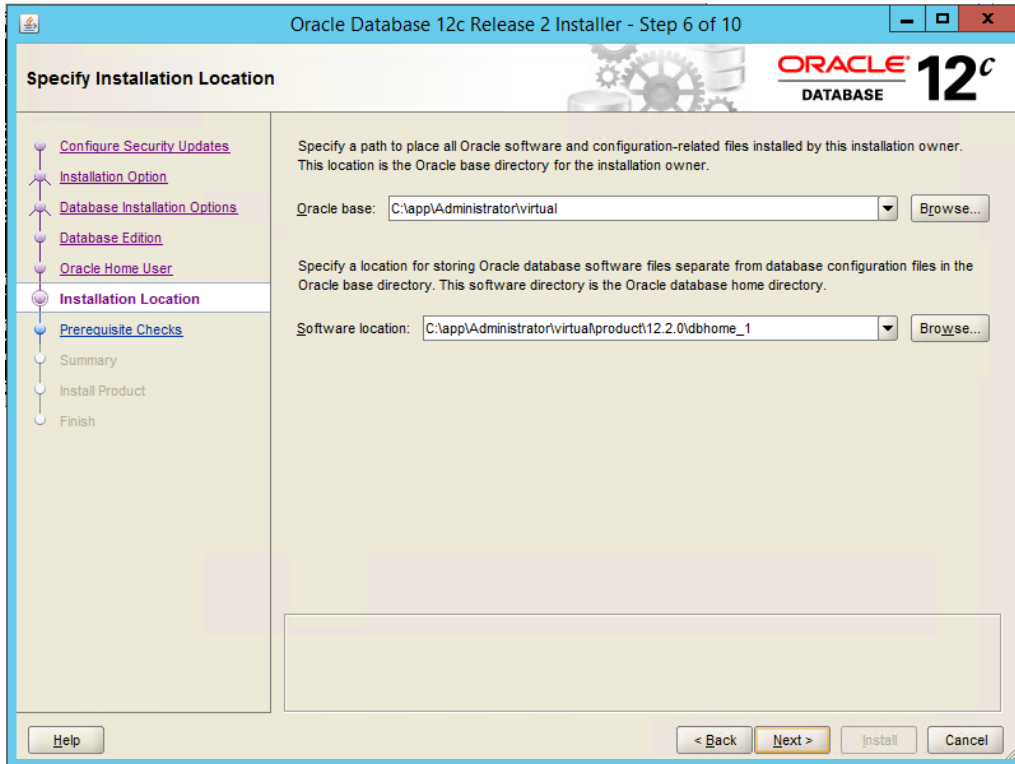 Oracle Database 12c Release 2 Installer - Step 6 of 10
Specify Installation Location
ORACLE
DATABASE
12c
Configure Security Updates
Installation Option
Database Installation Options
Database Edition
Oracle Home User
Installation Location
Prerequisite Checks
Summary
Install Product
Finish
Specify a path to place all Oracle software and configuration-related files installed by this installation owner.
This location is the Oracle base directory for the installation owner.
Oracle base: C:\app\Administrator\virtual Browse...
Specify a location for storing Oracle database software files separate from database configuration files in the
Oracle base directory. This software directory is the Oracle database home directory.
Software location: C:\app\Administrator\virtual\product\12.2.0\dbhome_1 Browse...
Help < Back Next > Install Cancel